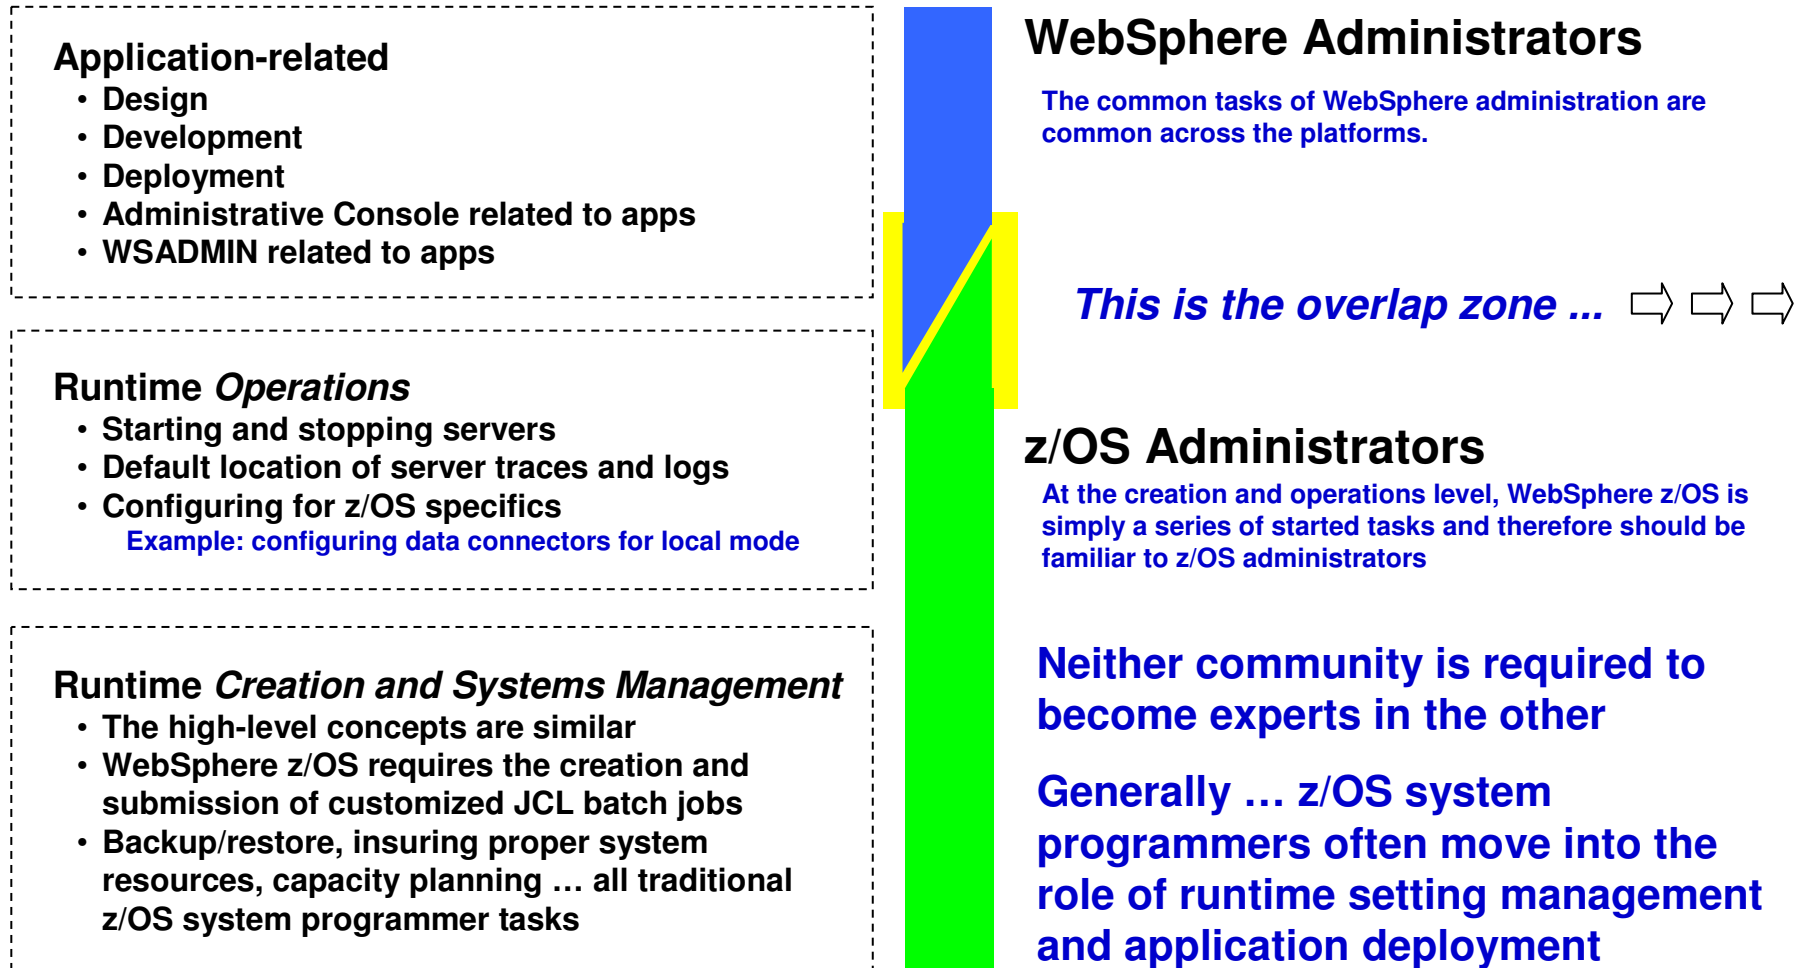 Application-related
• Design
• Development
• Deployment
• Administrative Console related to apps
• WSADMIN related to apps
Runtime Operations
• Starting and stopping servers
• Default location of server traces and logs
• Configuring for z/OS specifics
Example: configuring data connectors for local mode
Runtime Creation and Systems Management
• The high-level concepts are similar
• WebSphere z/OS requires the creation and
submission of customized JCL batch jobs
• Backup/restore, insuring proper system
resources, capacity planning … all traditional
z/OS system programmer tasks
WebSphere Administrators
The common tasks of WebSphere administration are
common across the platforms.
This is the overlap zone ...
z/OS Administrators
At the creation and operations level, WebSphere z/OS is
simply a series of started tasks and therefore should be
familiar to z/OS administrators
Neither community is required to
become experts in the other
Generally … z/OS system
programmers often move into the
role of runtime setting management
and application deployment